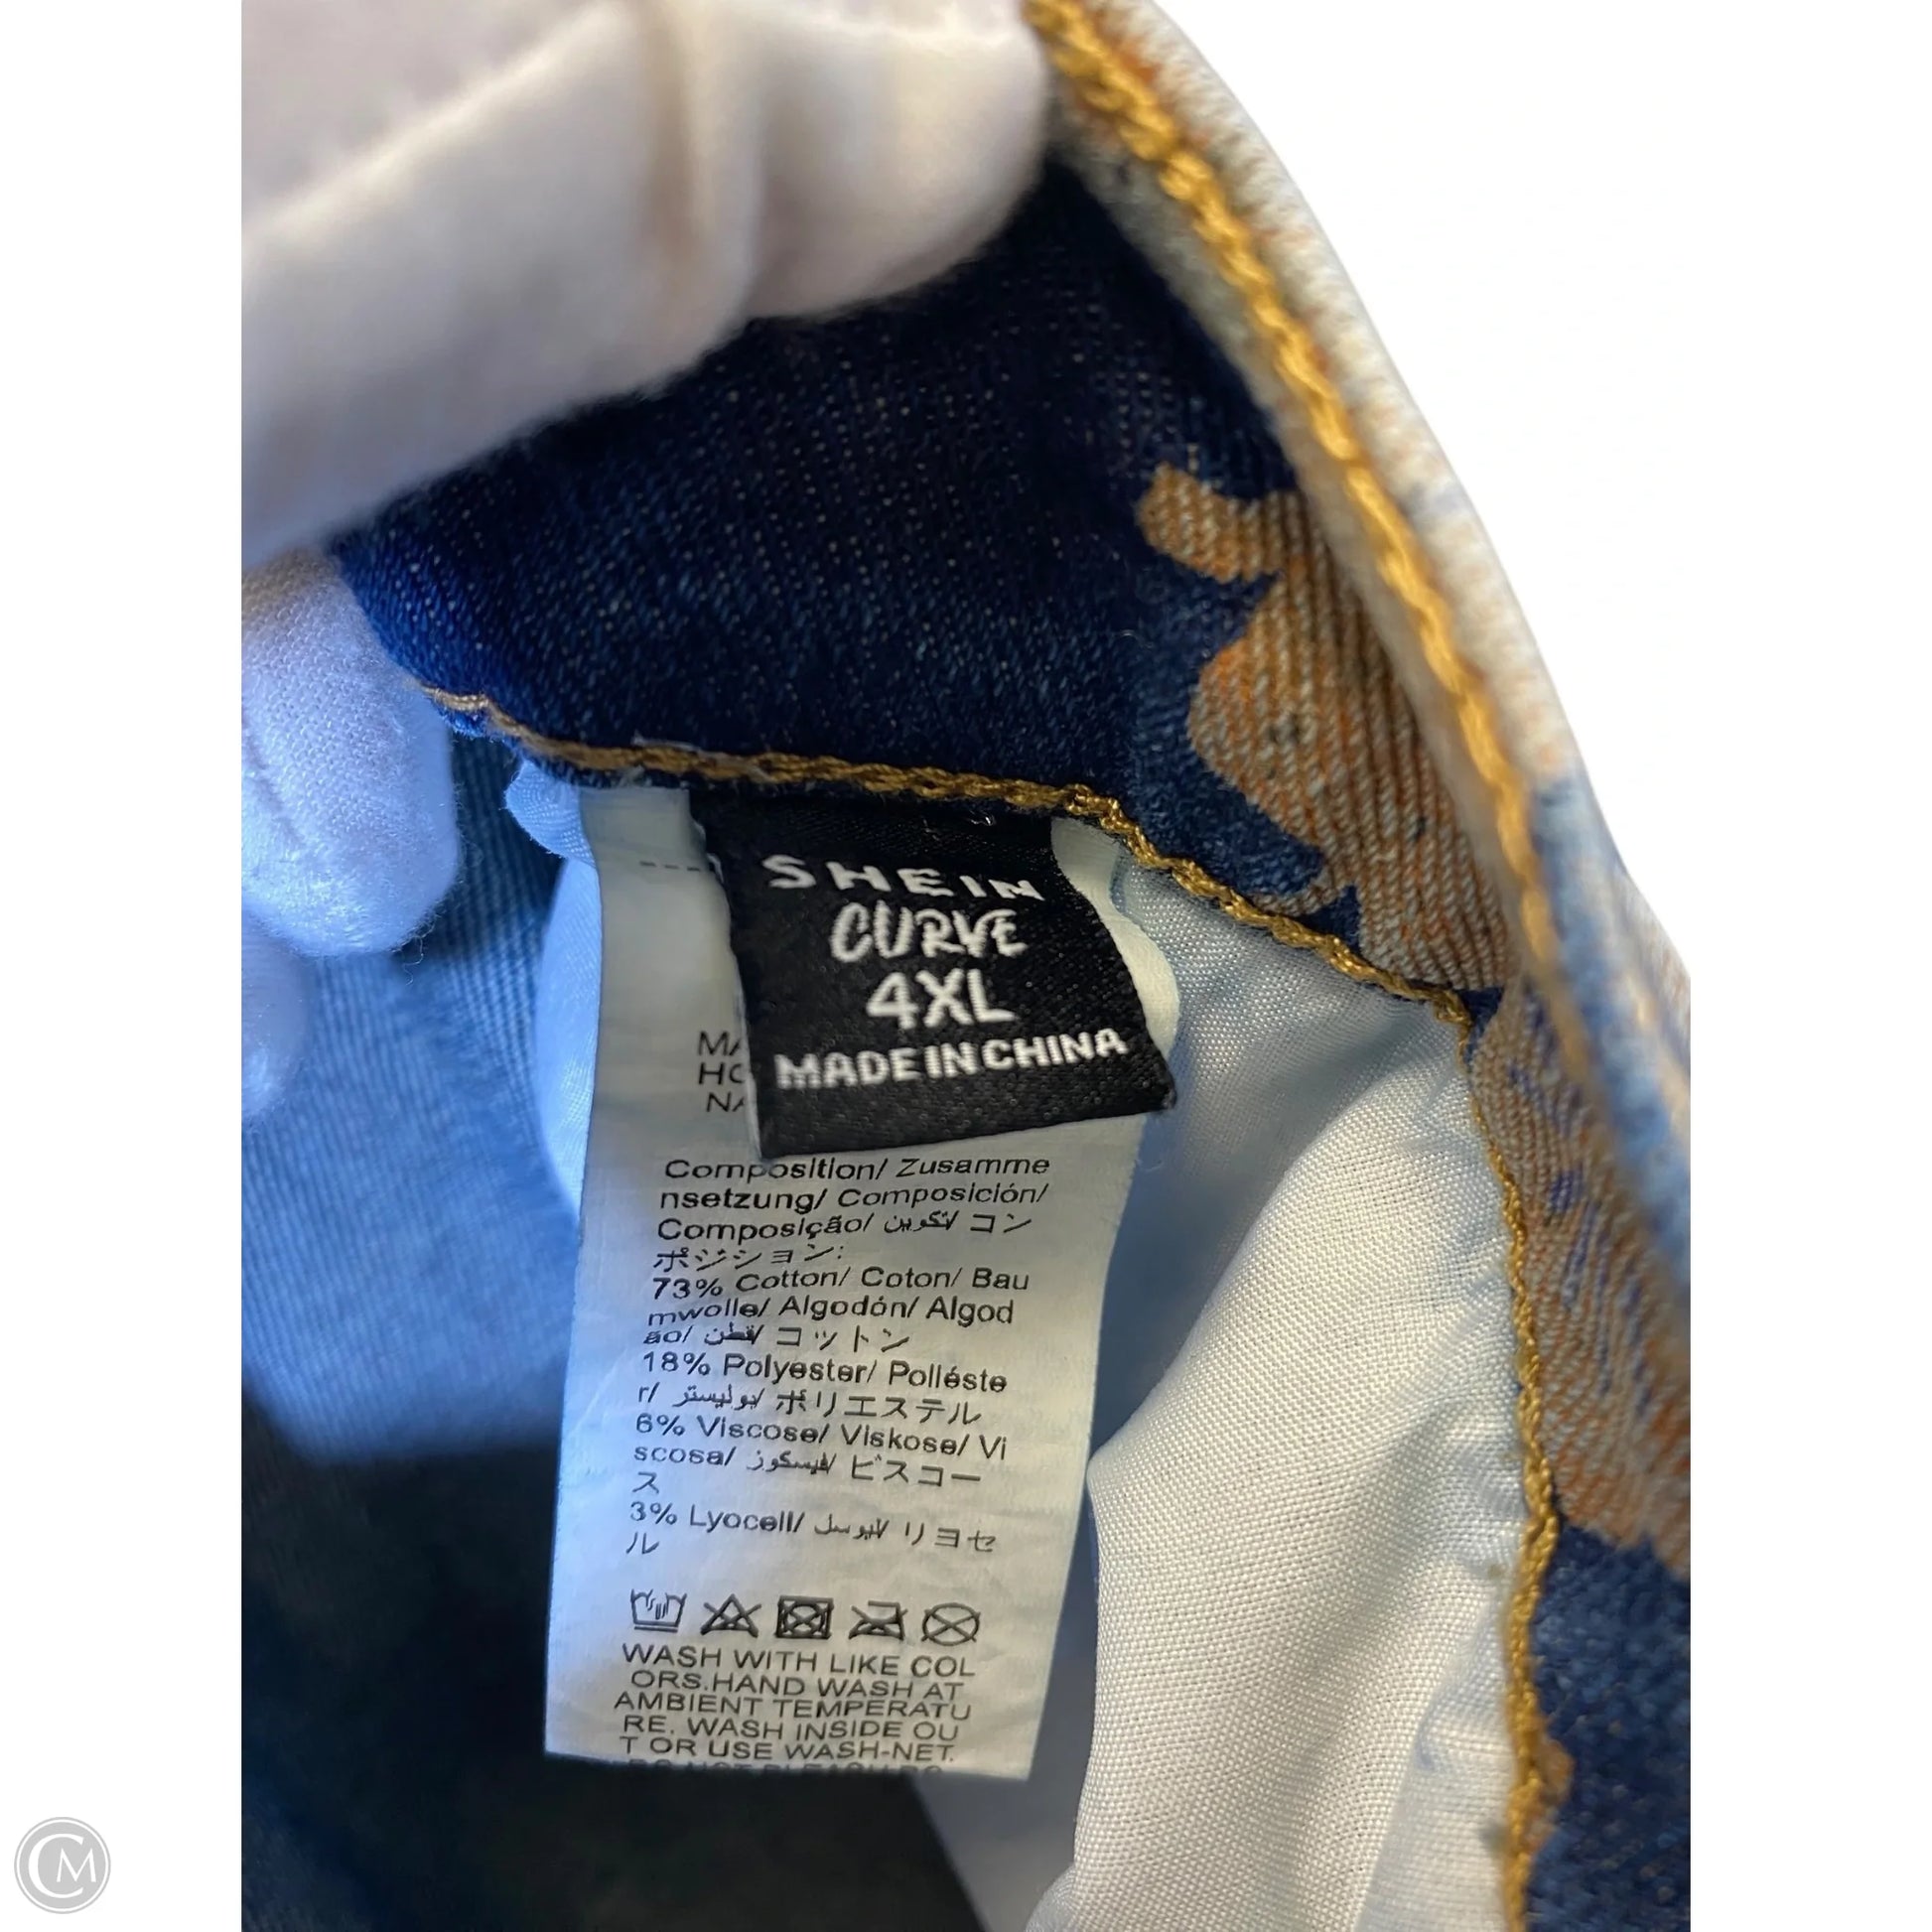 SHEIN
CURVE
4XL
MADE IN CHINA
Composition/ Zusamme
nsetzung/ Composición/
Composição/ تكوين/ コン
ポジション:
73% Cotton/ Coton/ Bau
mwolle/ Algodón/ Algod
ão/ قطن/ コットン
18% Polyester/ Polléste
r/ بوليستر/ ポリエステル
6% Viscose/ Viskose/ Vi
scosa/ فيسكوز/ ビスコー
ス
3% Lyocell/ ليوسل/ リヨセ
ル
WASH WITH LIKE COL
ORS.HAND WASH AT
AMBIENT TEMPERATU
RE, WASH INSIDE OU
T OR USE WASH-NET.
CM